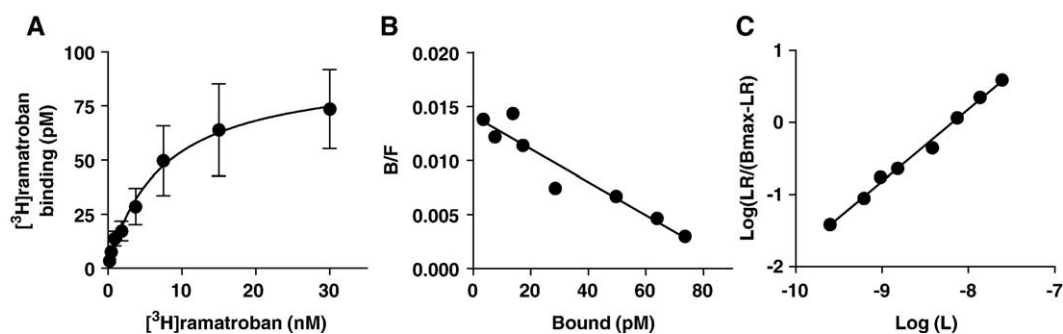 A
[³H]ramatroban
binding (pM)
100
75
50
25
0
0 10 20 30
[³H]ramatroban (nM)
B
B/F
0.020
0.015
0.010
0.005
0.000
0 20 40 60 80
Bound (pM)
C
Log(LR/(Bmax-LR)
1
0
-1
-2
-10 -9 -8 -7
Log (L)